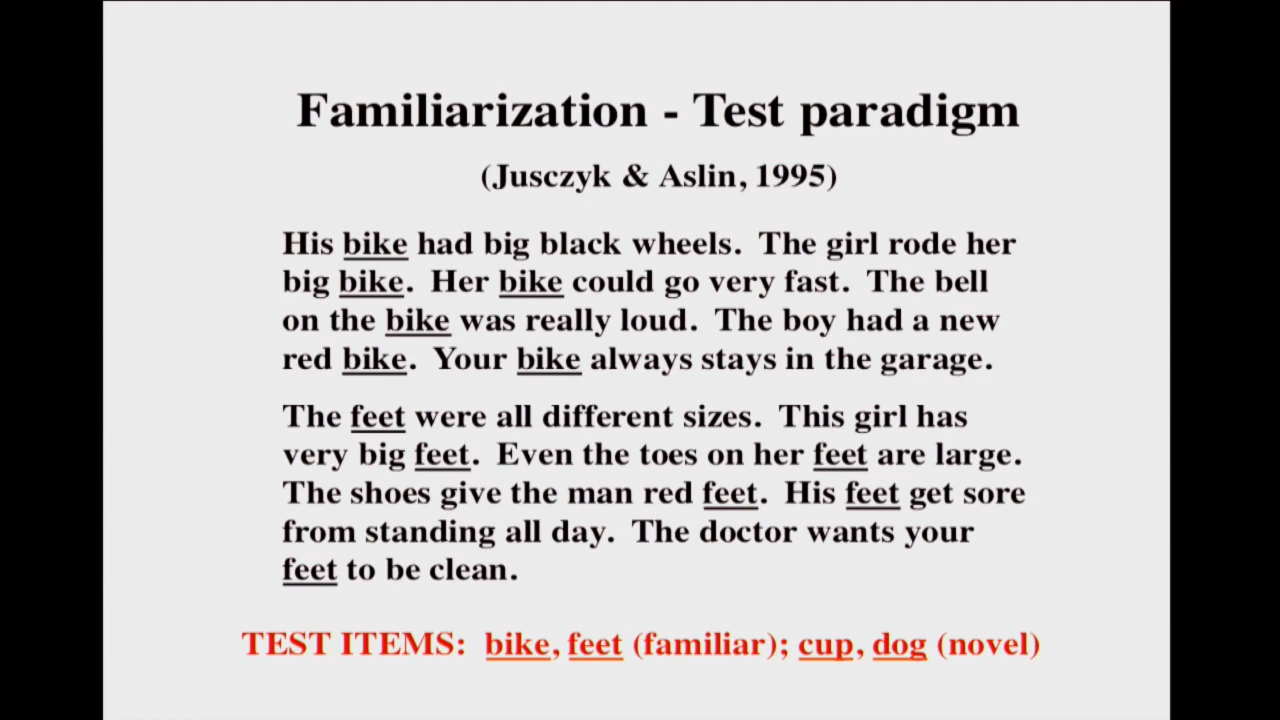 Familiarization - Test paradigm
(Jusczyk & Aslin, 1995)
His bike had big black wheels. The girl rode her
big bike. Her bike could go very fast. The bell
on the bike was really loud. The boy had a new
red bike. Your bike always stays in the garage.
The feet were all different sizes. This girl has
very big feet. Even the toes on her feet are large.
The shoes give the man red feet. His feet get sore
from standing all day. The doctor wants your
feet to be clean.
TEST ITEMS: bike, feet (familiar); cup, dog (novel)